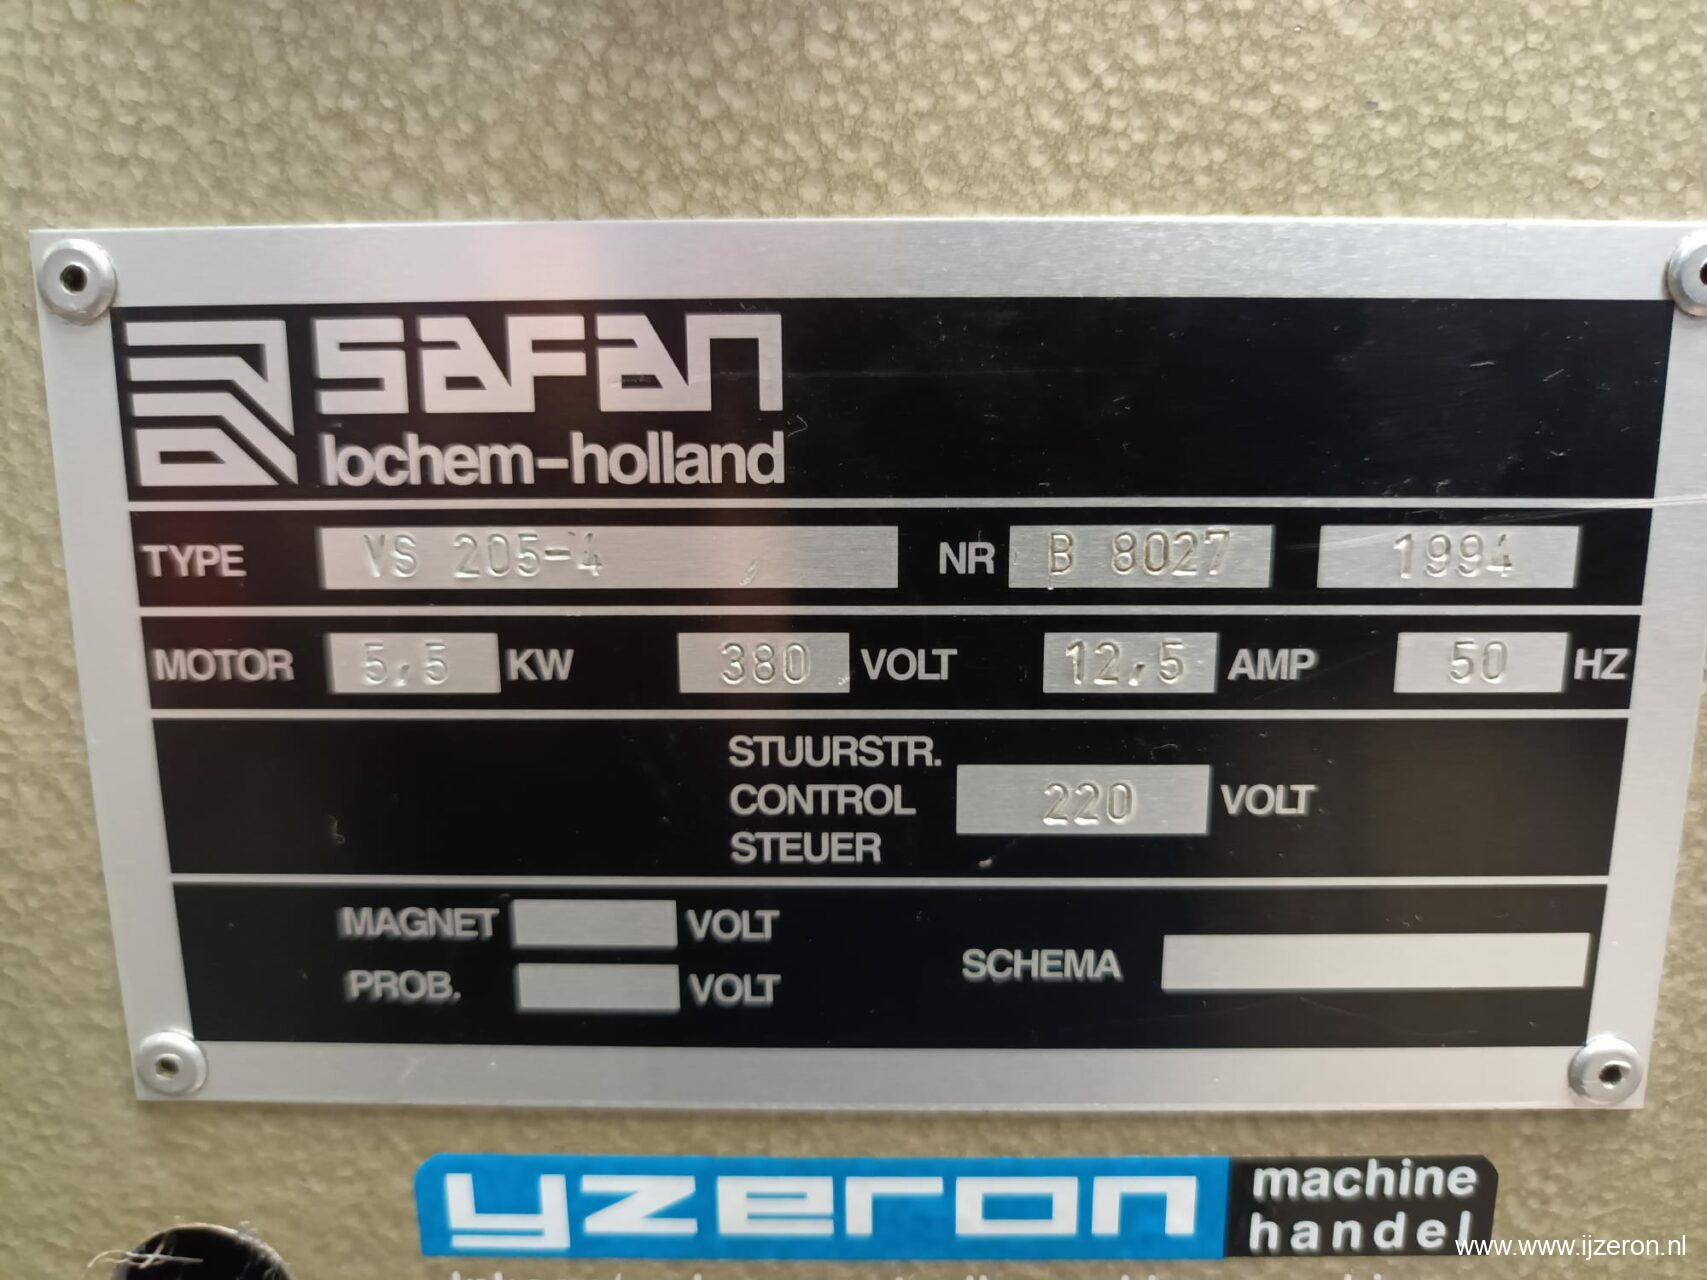 SAFAN
lochem-holland
TYPE VS 205-4 NR B 8027 1994
MOTOR 5,5 KW 380 VOLT 12,5 AMP 50 HZ
STUURSTR.
CONTROL 220 VOLT
STEUER
MAGNET VOLT
PROB. VOLT
SCHEMA
yzeron machine
handel
www.www.ijzeron.nl